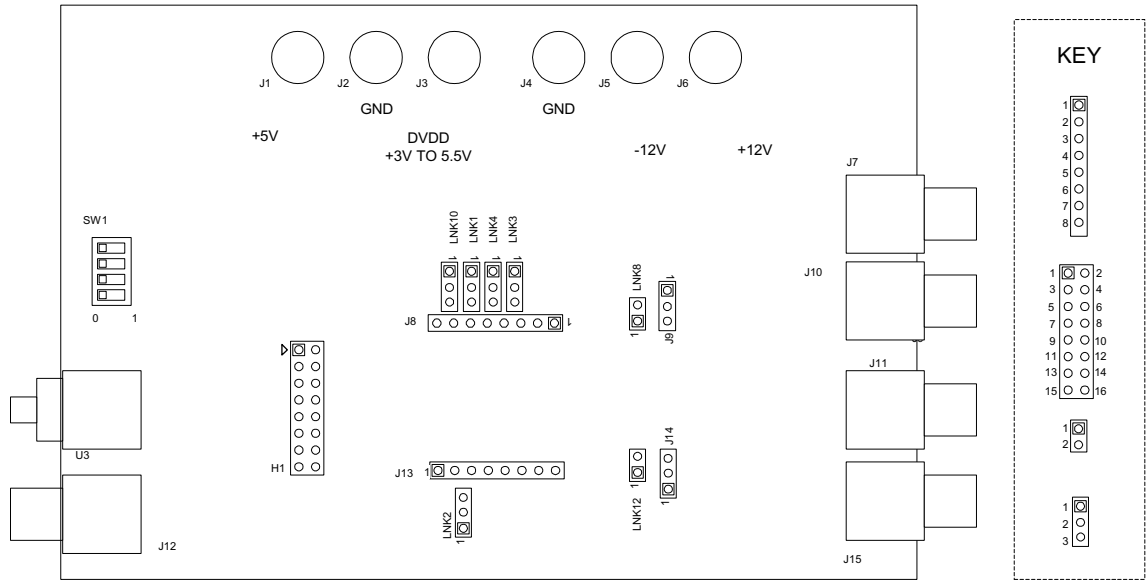 KEY
J1
J2
J3
J4
J5
J6
GND
GND
+5V
DVDD
+3V TO 5.5V
-12V
+12V
J7
SW1
0 1
LNK10
LNK1
LNK4
LNK3
1
1
1
1
J8
1
LNK8
1
1
J9
J10
J11
U3
H1
J13
1
LNK2
1
LNK12
1
J14
1
J12
J15
1
2
3
4
5
6
7
8
1 2
3 4
5 6
7 8
9 10
11 12
13 14
15 16
1
2
1
2
3